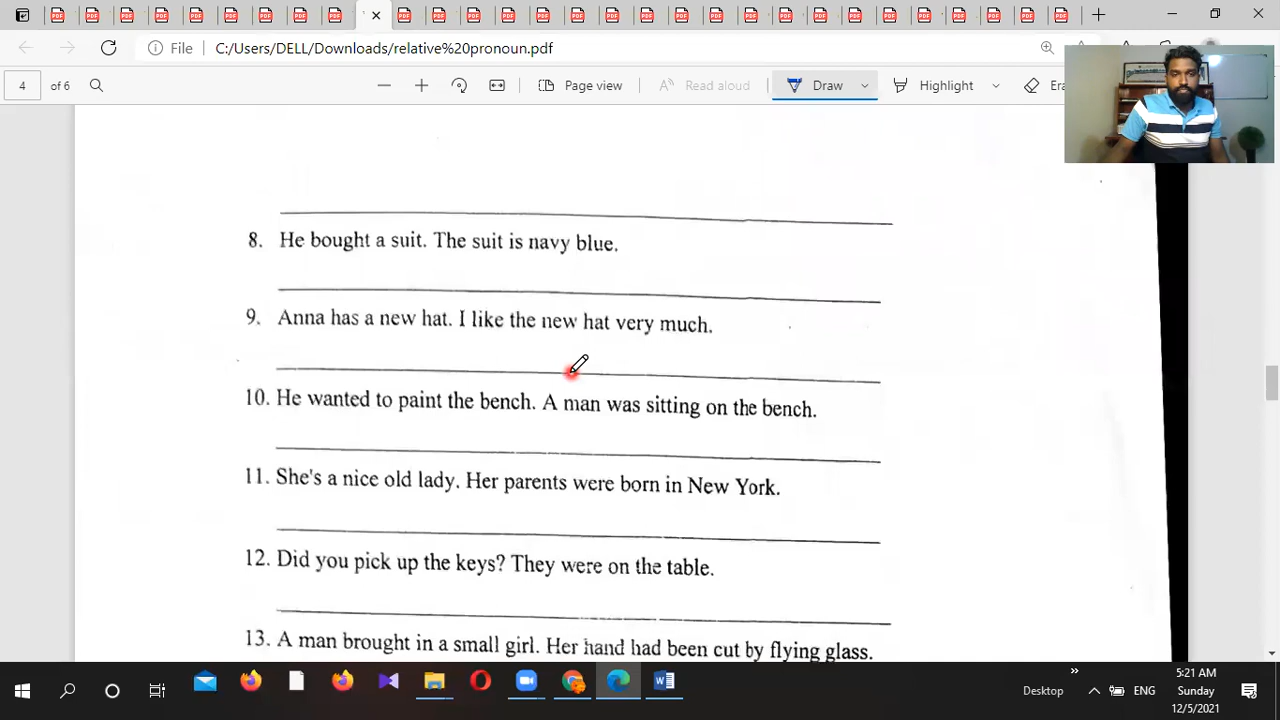 File
C:/Users/DELL/Downloads/relative%20pronoun.pdf
4 of 6
Page view
Read aloud
Draw
Highlight
8. He bought a suit. The suit is navy blue.
9. Anna has a new hat. I like the new hat very much.
10. He wanted to paint the bench. A man was sitting on the bench.
11. She's a nice old lady. Her parents were born in New York.
12. Did you pick up the keys? They were on the table.
13. A man brought in a small girl. Her hand had been cut by flying glass.
Desktop
ENG
5:21 AM
Sunday
12/5/2021